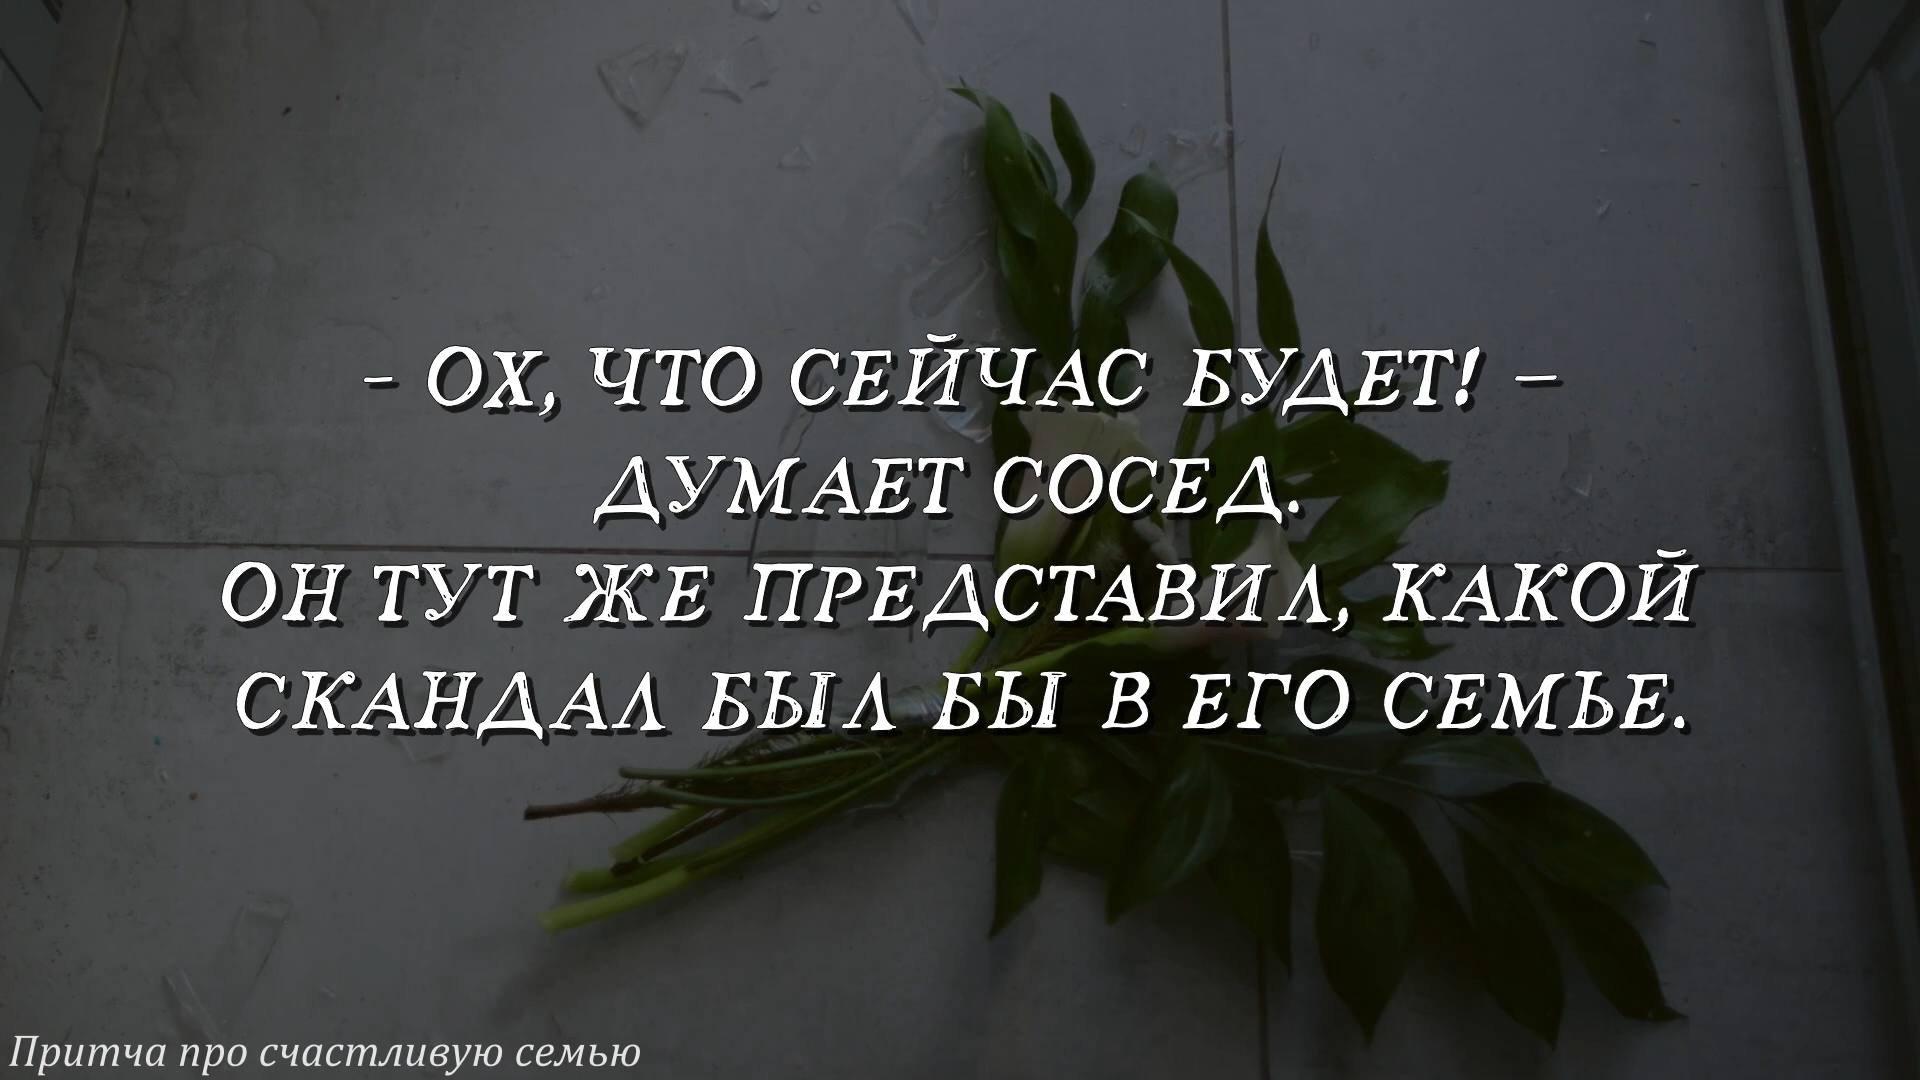 - ОХ, ЧТО СЕЙЧАС БУДЕТ! –
ДУМАЕТ СОСЕД.
ОН ТУТ ЖЕ ПРЕДСТАВИЛ, КАКОЙ
СКАНДАЛ БЫЛ БЫ В ЕГО СЕМЬЕ.
Притча про счастливую семью